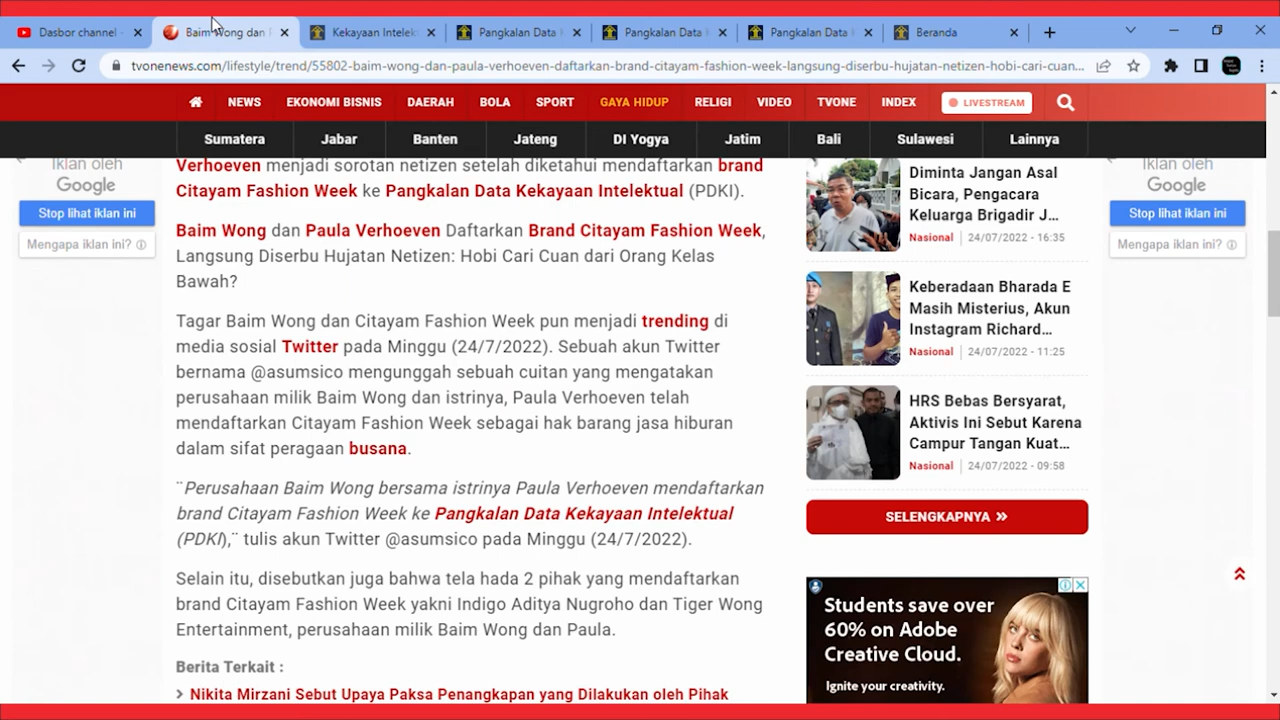 Dasbor channel
Baim Wong dan P
Kekayaan Intelek
Pangkalan Data K
Pangkalan Data K
Pangkalan Data K
Beranda
tvonenews.com/lifestyle/trend/55802-baim-wong-dan-paula-verhoeven-daftarkan-brand-citayam-fashion-week-langsung-diserbu-hujatan-netizen-hobi-cari-cuan...
NEWS EKONOMI BISNIS DAERAH BOLA SPORT GAYA HIDUP RELIGI VIDEO TVONE INDEX LIVESTREAM
Sumatera Jabar Banten Jateng DI Yogya Jatim Bali Sulawesi Lainnya
Iklan oleh
Google
Stop lihat iklan ini
Mengapa iklan ini?
Verhoeven menjadi sorotan netizen setelah diketahui mendaftarkan brand
Citayam Fashion Week ke Pangkalan Data Kekayaan Intelektual (PDKI).
Baim Wong dan Paula Verhoeven Daftarkan Brand Citayam Fashion Week,
Langsung Diserbu Hujatan Netizen: Hobi Cari Cuan dari Orang Kelas
Bawah?
Tagar Baim Wong dan Citayam Fashion Week pun menjadi trending di
media sosial Twitter pada Minggu (24/7/2022). Sebuah akun Twitter
bernama @asumsico mengunggah sebuah cuitan yang mengatakan
perusahaan milik Baim Wong dan istrinya, Paula Verhoeven telah
mendaftarkan Citayam Fashion Week sebagai hak barang jasa hiburan
dalam sifat peragaan busana.
¨Perusahaan Baim Wong bersama istrinya Paula Verhoeven mendaftarkan
brand Citayam Fashion Week ke Pangkalan Data Kekayaan Intelektual
(PDKI),¨ tulis akun Twitter @asumsico pada Minggu (24/7/2022).
Selain itu, disebutkan juga bahwa tela hada 2 pihak yang mendaftarkan
brand Citayam Fashion Week yakni Indigo Aditya Nugroho dan Tiger Wong
Entertainment, perusahaan milik Baim Wong dan Paula.
Berita Terkait :
Nikita Mirzani Sebut Upaya Paksa Penangkapan yang Dilakukan oleh Pihak
Diminta Jangan Asal
Bicara, Pengacara
Keluarga Brigadir J...
Nasional 24/07/2022 - 16:35
Keberadaan Bharada E
Masih Misterius, Akun
Instagram Richard...
Nasional 24/07/2022 - 11:25
HRS Bebas Bersyarat,
Aktivis Ini Sebut Karena
Campur Tangan Kuat...
Nasional 24/07/2022 - 09:58
SELENGKAPNYA
Students save over
60% on Adobe
Creative Cloud.
Ignite your creativity.
Iklan oleh
Google
Stop lihat iklan ini
Mengapa iklan ini?